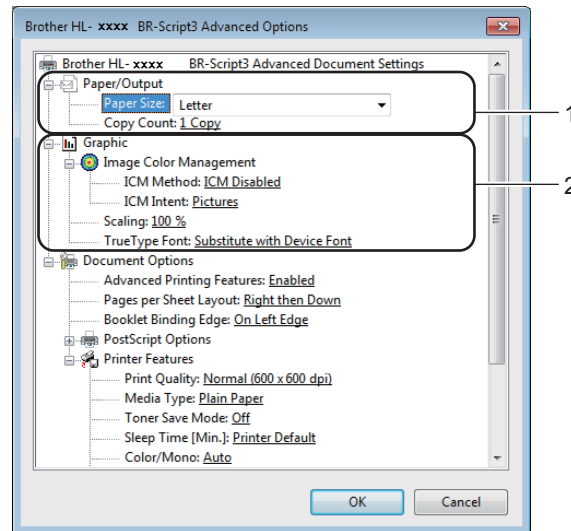 Brother HL- xxxx BR-Script3 Advanced Options
Brother HL- xxxx BR-Script3 Advanced Document Settings
Paper/Output
Paper Size: Letter
Copy Count: 1 Copy
1
Graphic
Image Color Management
ICM Method: ICM Disabled
2
ICM Intent: Pictures
Scaling: 100 %
TrueType Font: Substitute with Device Font
Document Options
Advanced Printing Features: Enabled
Pages per Sheet Layout: Right then Down
Booklet Binding Edge: On Left Edge
PostScript Options
Printer Features
Print Quality: Normal (600 x 600 dpi)
Media Type: Plain Paper
Toner Save Mode: Off
Sleep Time [Min.]: Printer Default
Color/Mono: Auto
OK Cancel